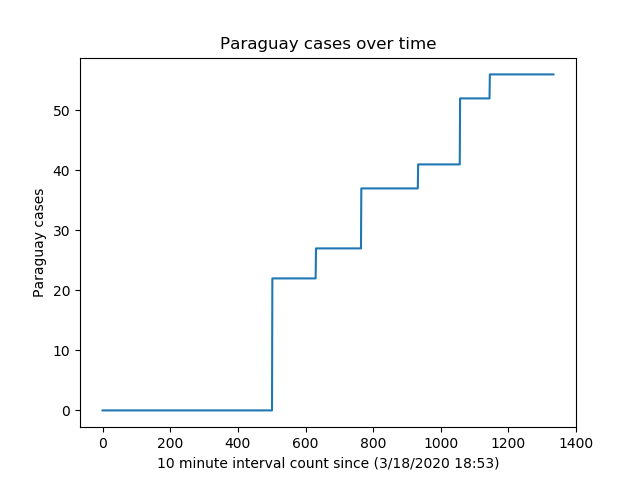 Paraguay cases over time
Paraguay cases
50
40
30
20
10
0
0 200 400 600 800 1000 1200 1400
10 minute interval count since (3/18/2020 18:53)